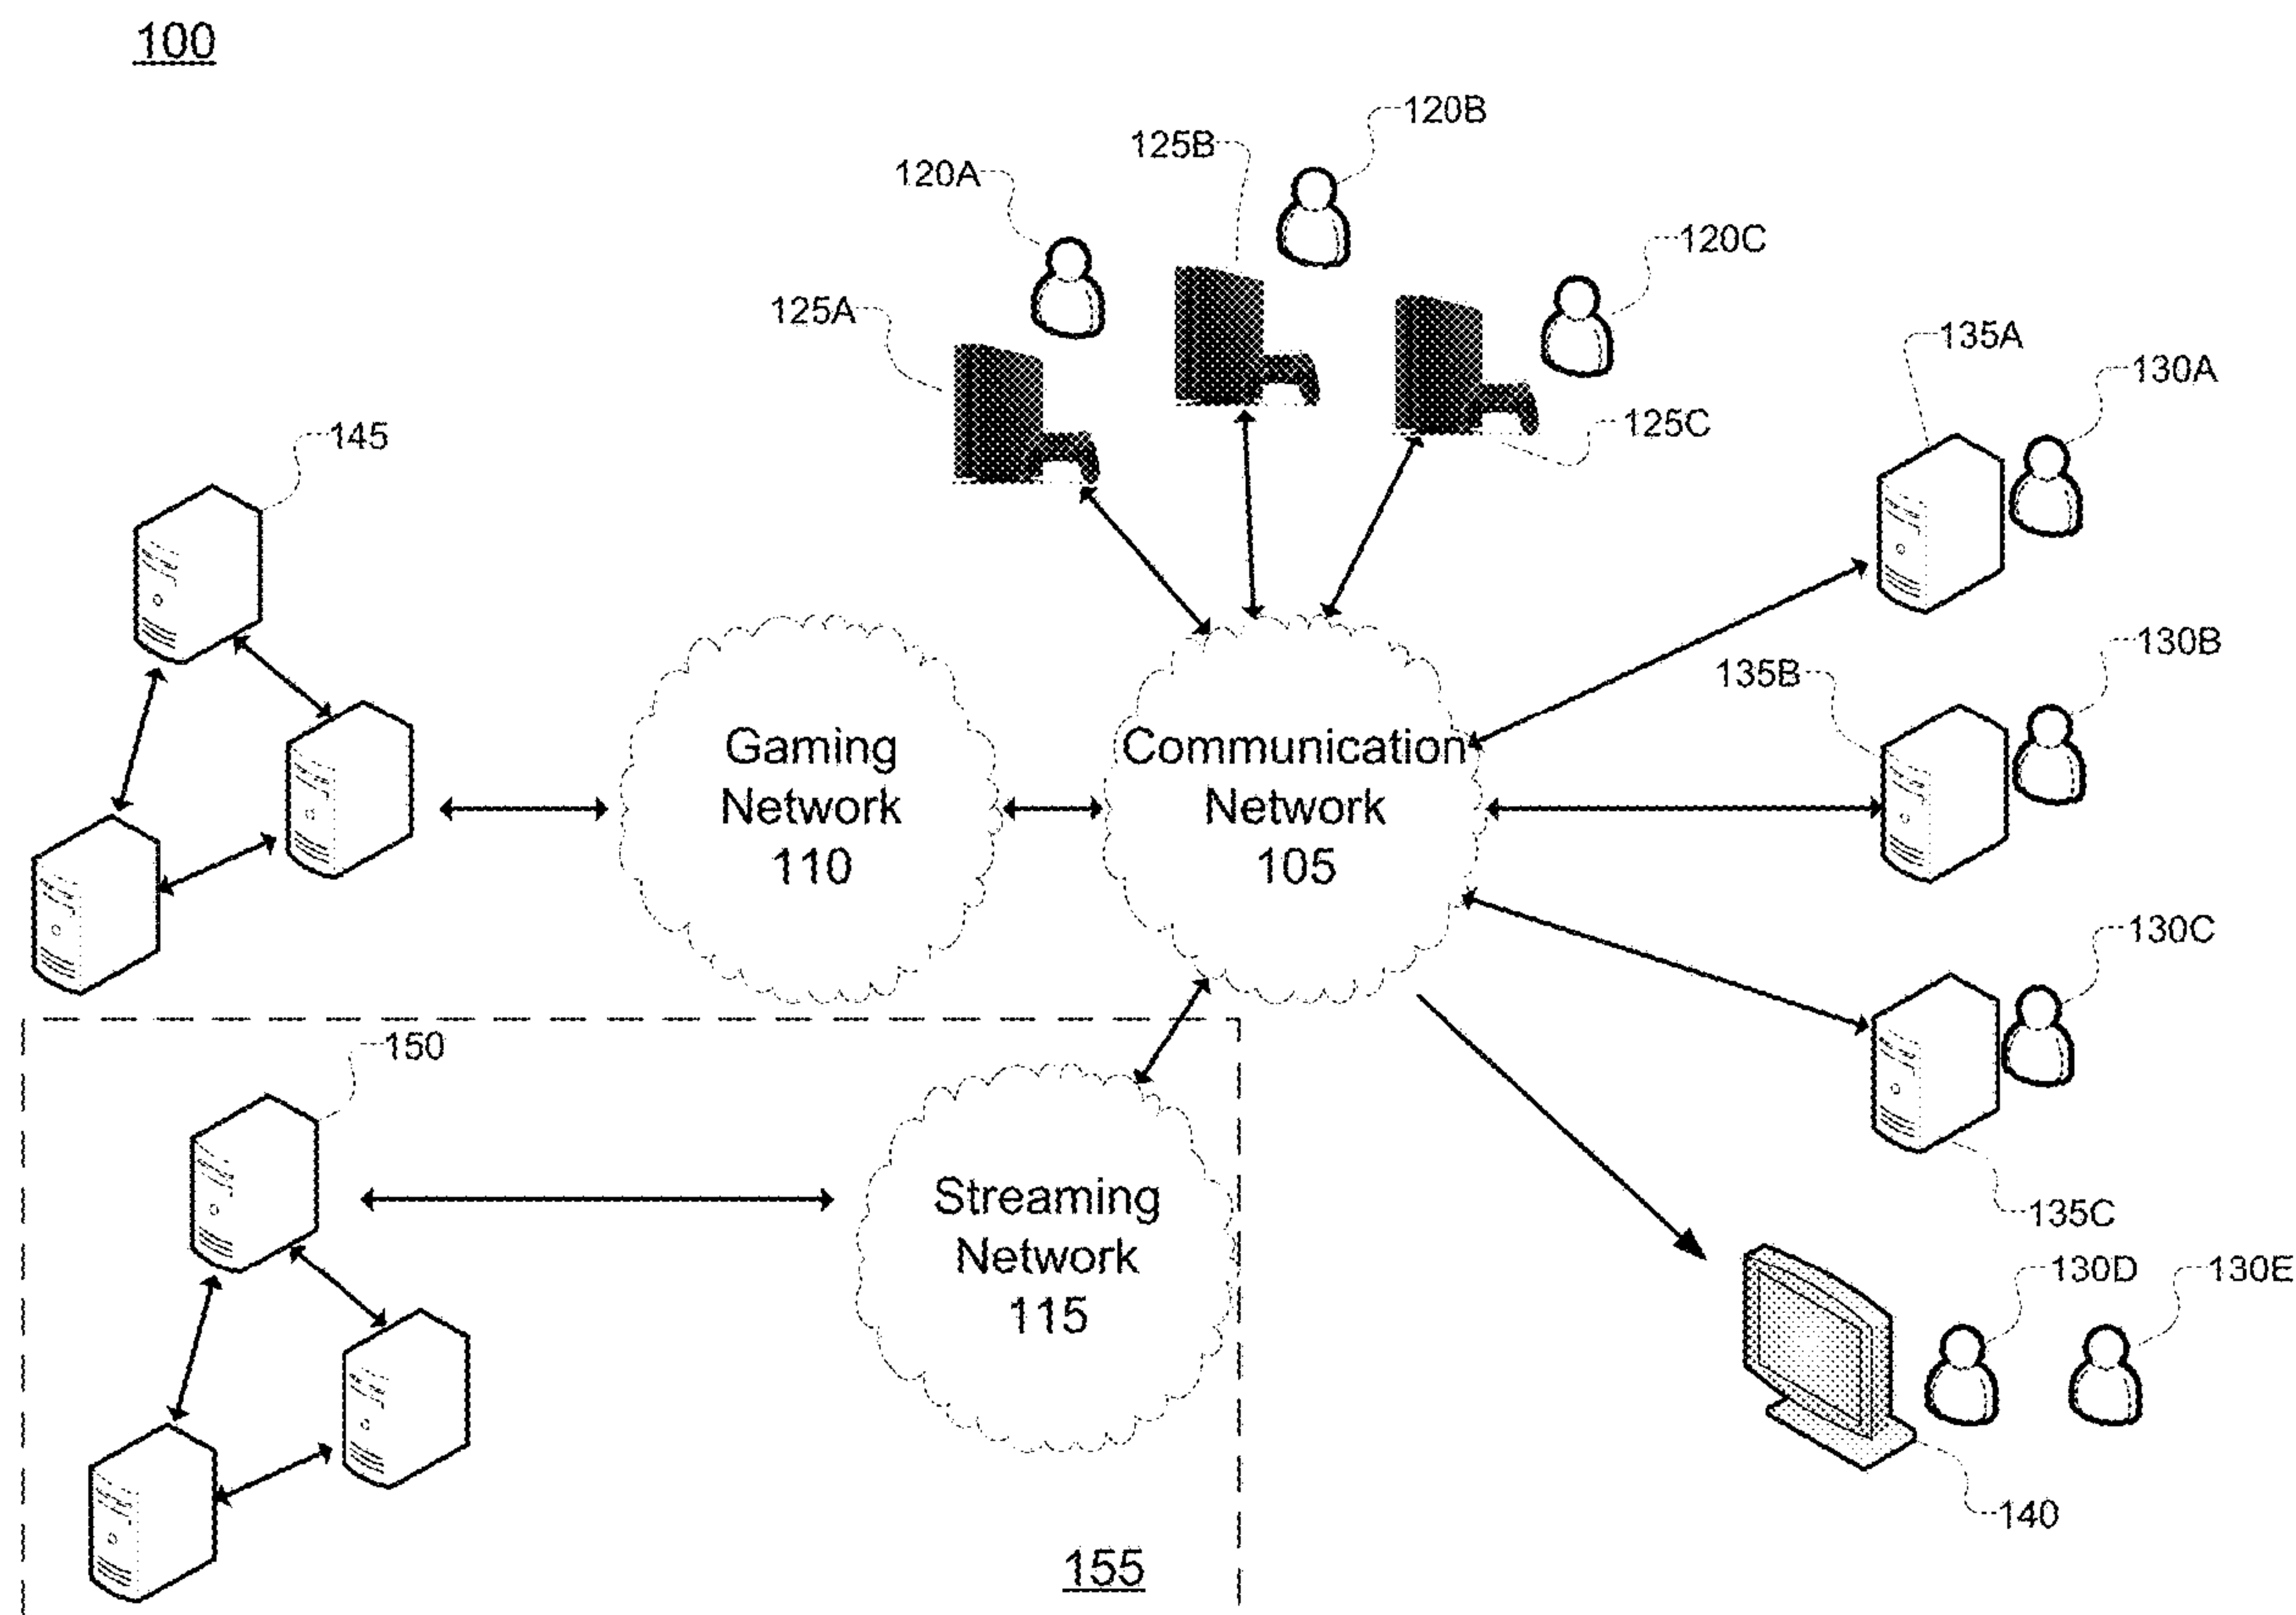 100
120B
125B
120A
120C
125A
135A
130A
125C
145
130B
135B
Gaming
Network
110
Communication
Network
105
130C
150
Streaming
Network
115
135C
130D
130E
140
155